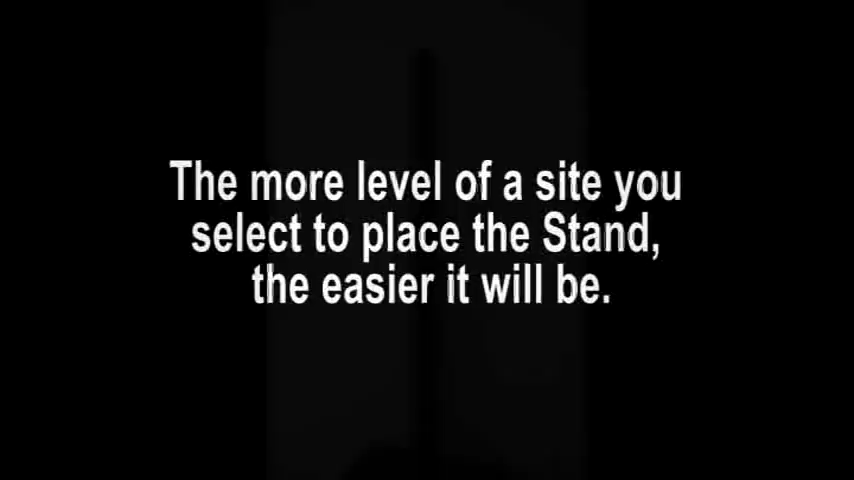 The more level of a site you
select to place the Stand,
the easier it will be.